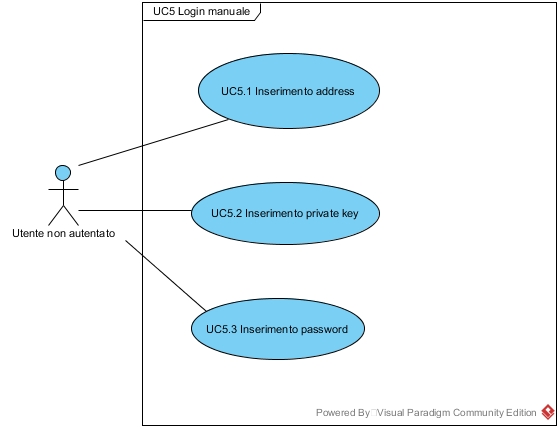 UC5 Login manuale
UC5.1 Inserimento address
UC5.2 Inserimento private key
Utente non autentato
UC5.3 Inserimento password
Powered By Visual Paradigm Community Edition